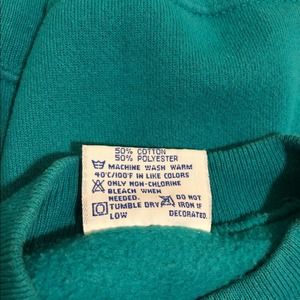 50% COTTON
50% POLYESTER
MACHINE WASH WARM
40°C/100°F IN LIKE COLORS
ONLY NON-CHLORINE
BLEACH WHEN
NEEDED. DO NOT
TUMBLE DRY IRON IF
LOW DECORATED.